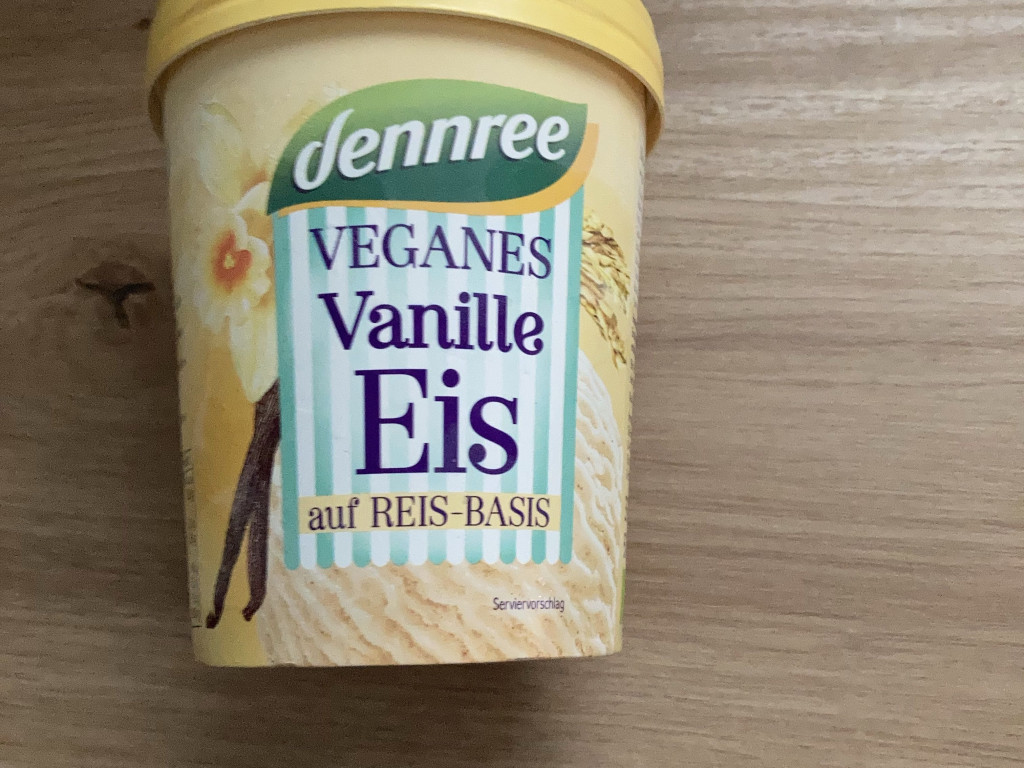 dennree
VEGANES
Vanille
Eis
auf REIS-BASIS
Serviervorschlag